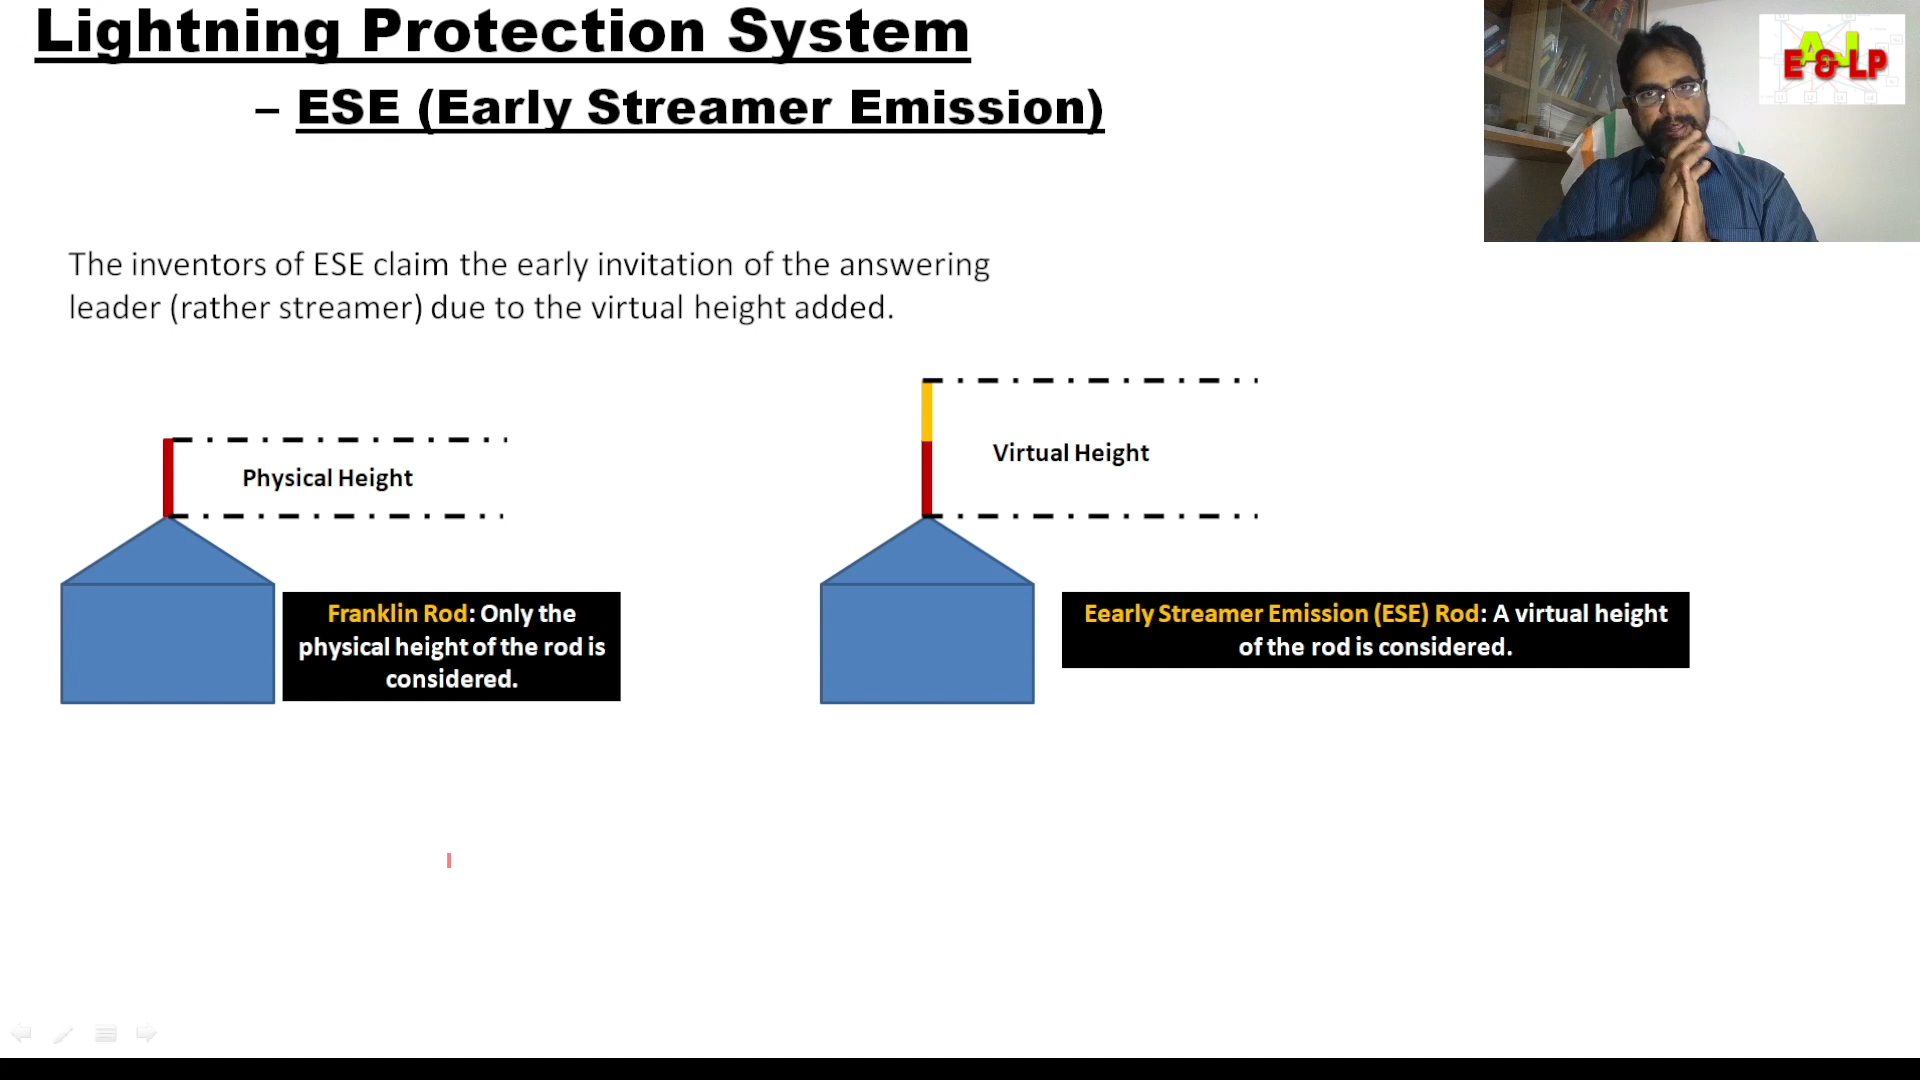 Lightning Protection System
– ESE (Early Streamer Emission)
AJ
E & LP
The inventors of ESE claim the early invitation of the answering
leader (rather streamer) due to the virtual height added.
Physical Height
Virtual Height
Franklin Rod: Only the
physical height of the rod is
considered.
Eearly Streamer Emission (ESE) Rod: A virtual height
of the rod is considered.